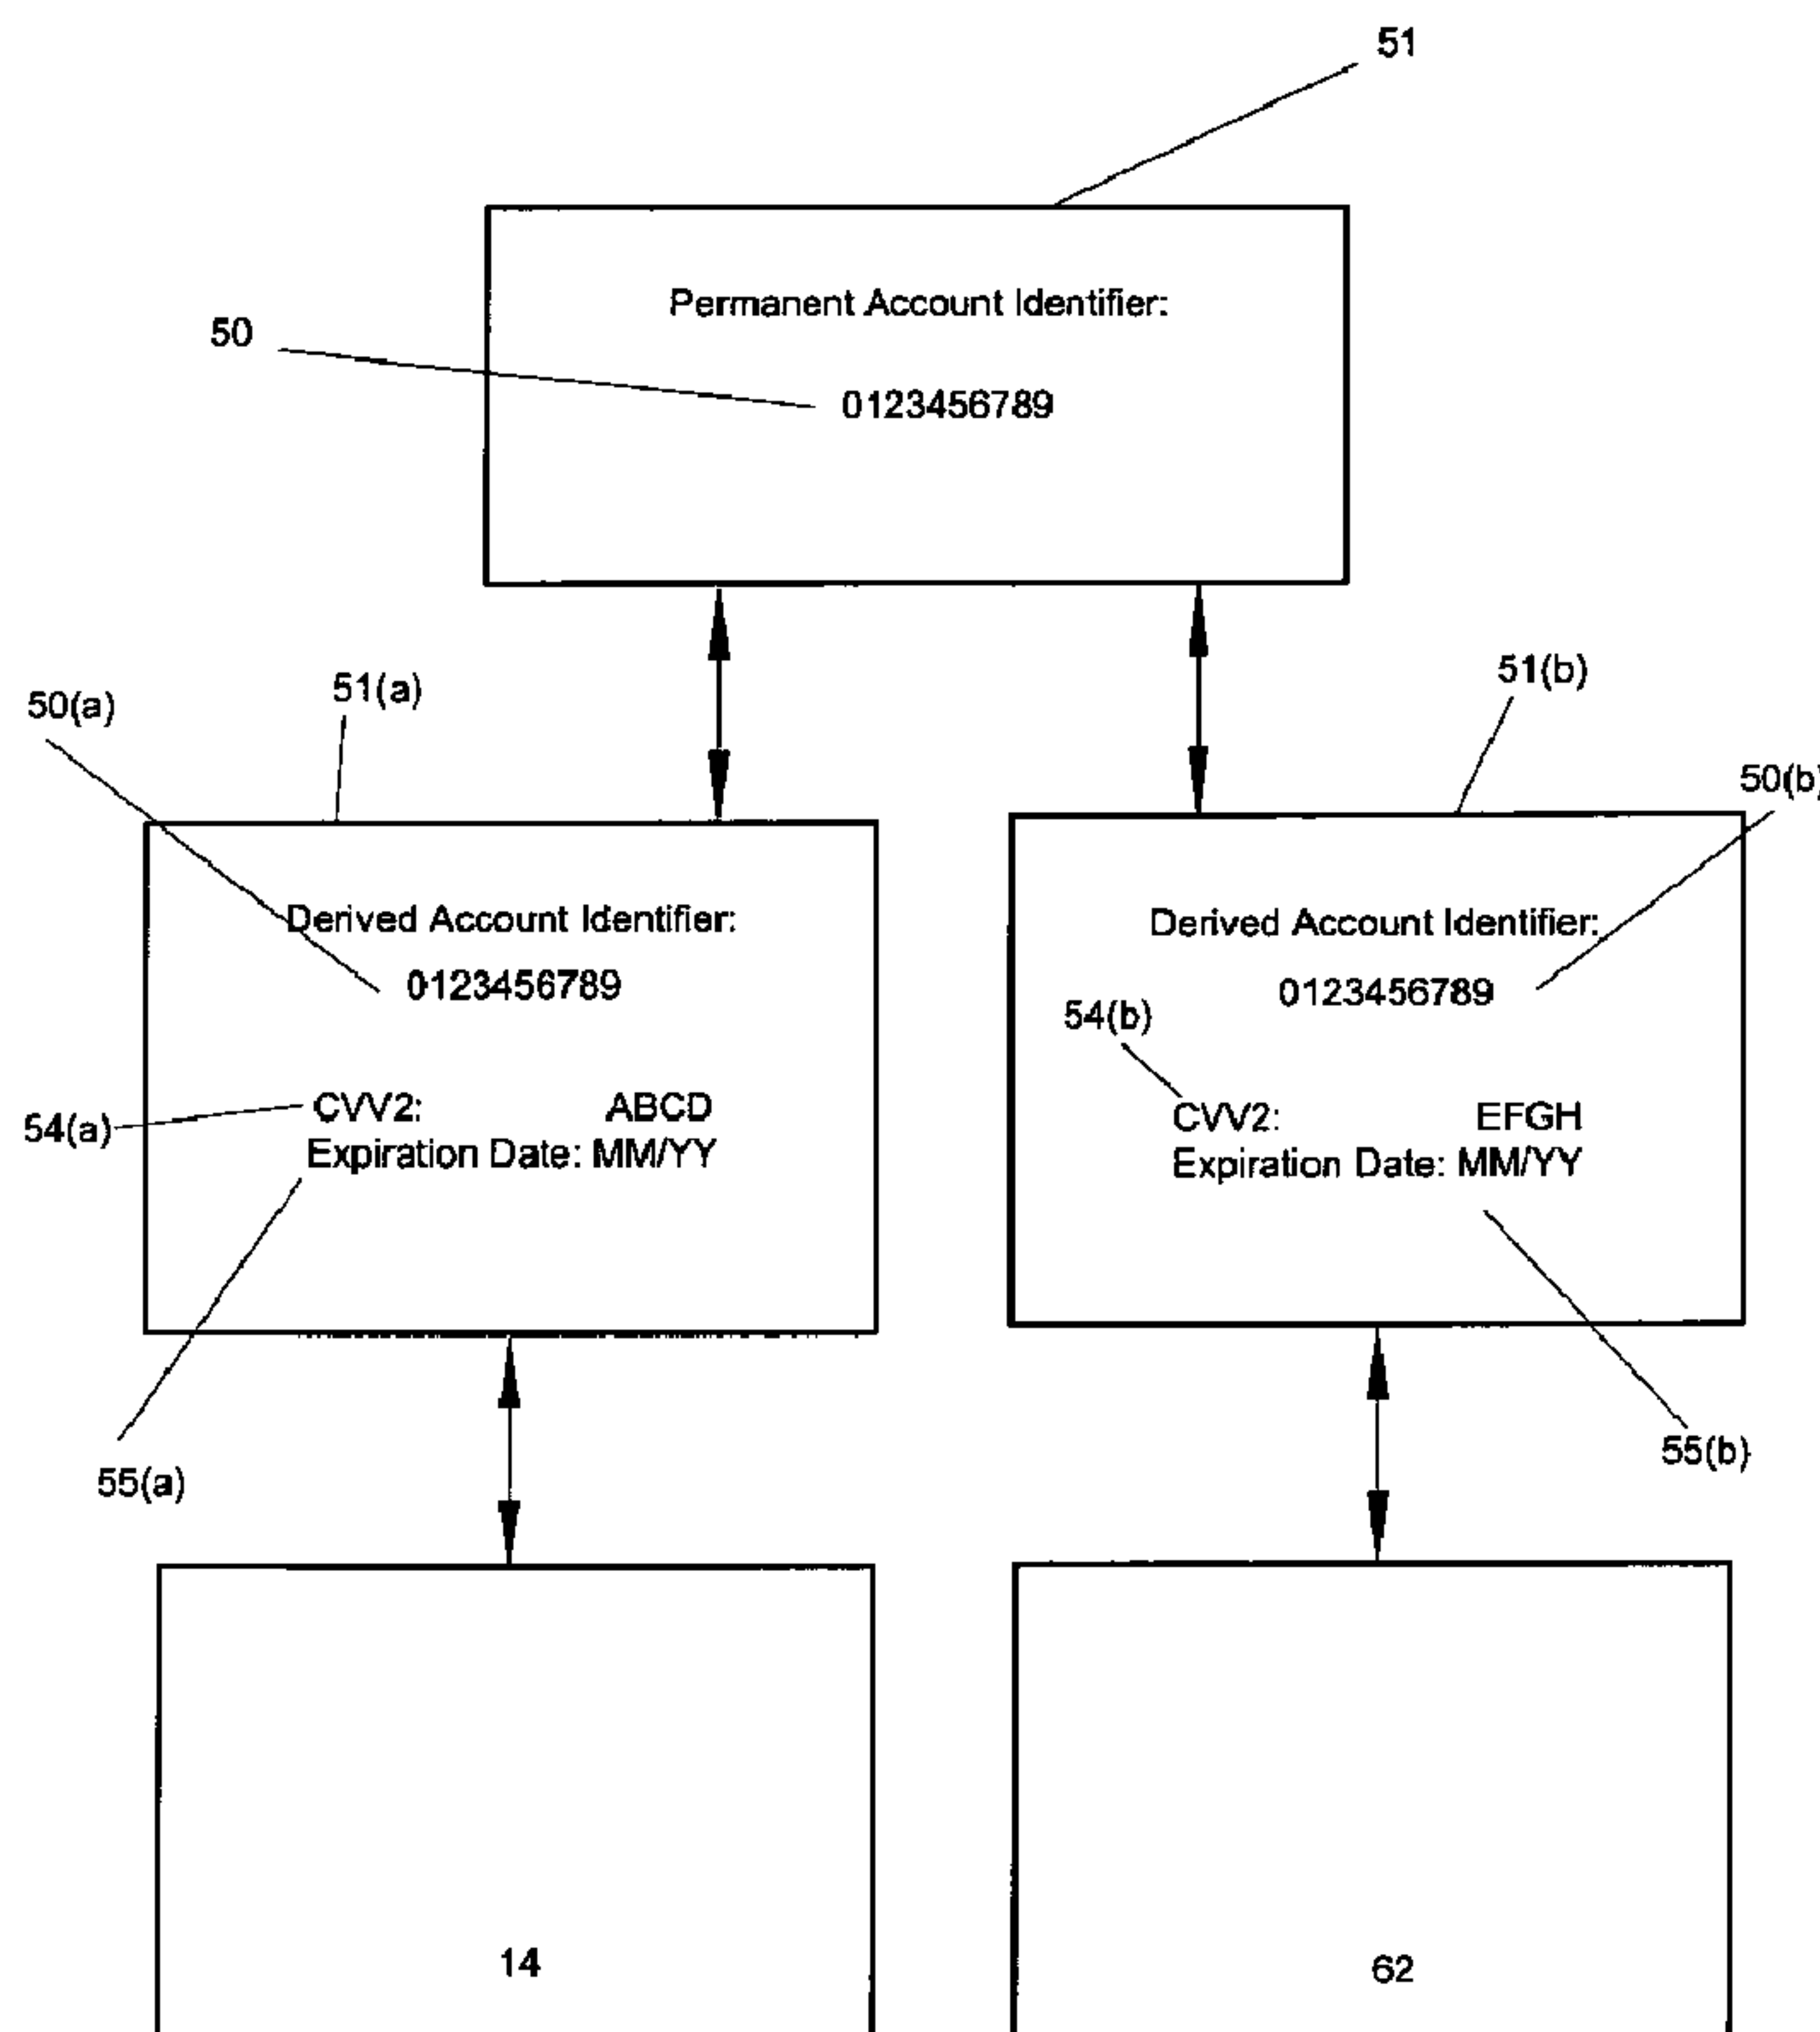 51
Permanent Account Identifier:
50
0123456789
51(a)
51(b)
50(a)
50(b)
Derived Account Identifier:
0123456789
54(a)
CVV2: ABCD
Expiration Date: MM/YY
55(a)
Derived Account Identifier:
0123456789
54(b)
CVV2: EFGH
Expiration Date: MM/YY
55(b)
14
62